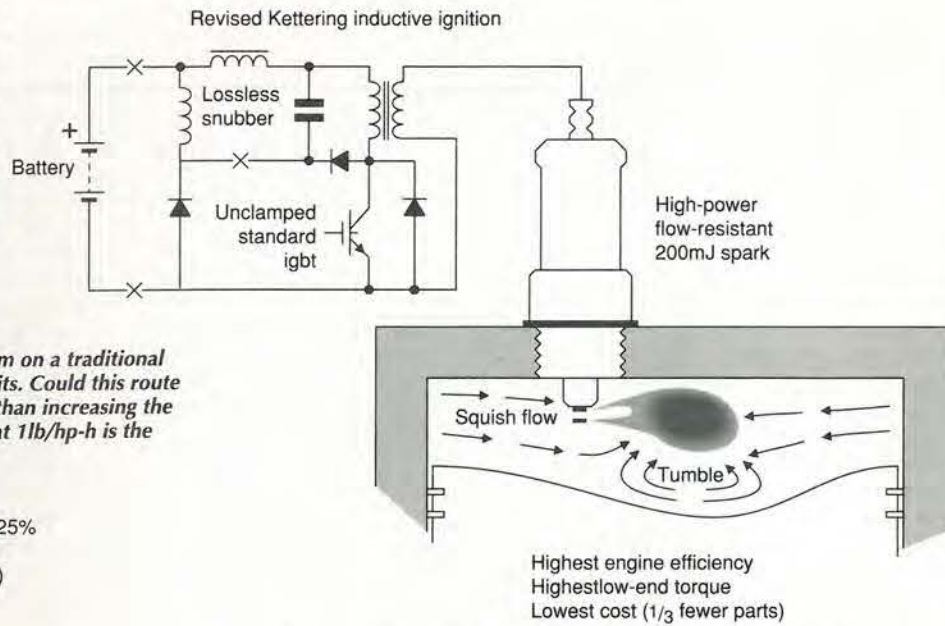 Revised Kettering inductive ignition
Lossless
snubber
+
Battery
Unclamped
standard
igbt
High-power
flow-resistant
200mJ spark
m on a traditional
its. Could this route
than increasing the
at 1lb/hp-h is the
25%
)
Squish flow
Tumble
Highest engine efficiency
Highestlow-end torque
Lowest cost (1/3 fewer parts)